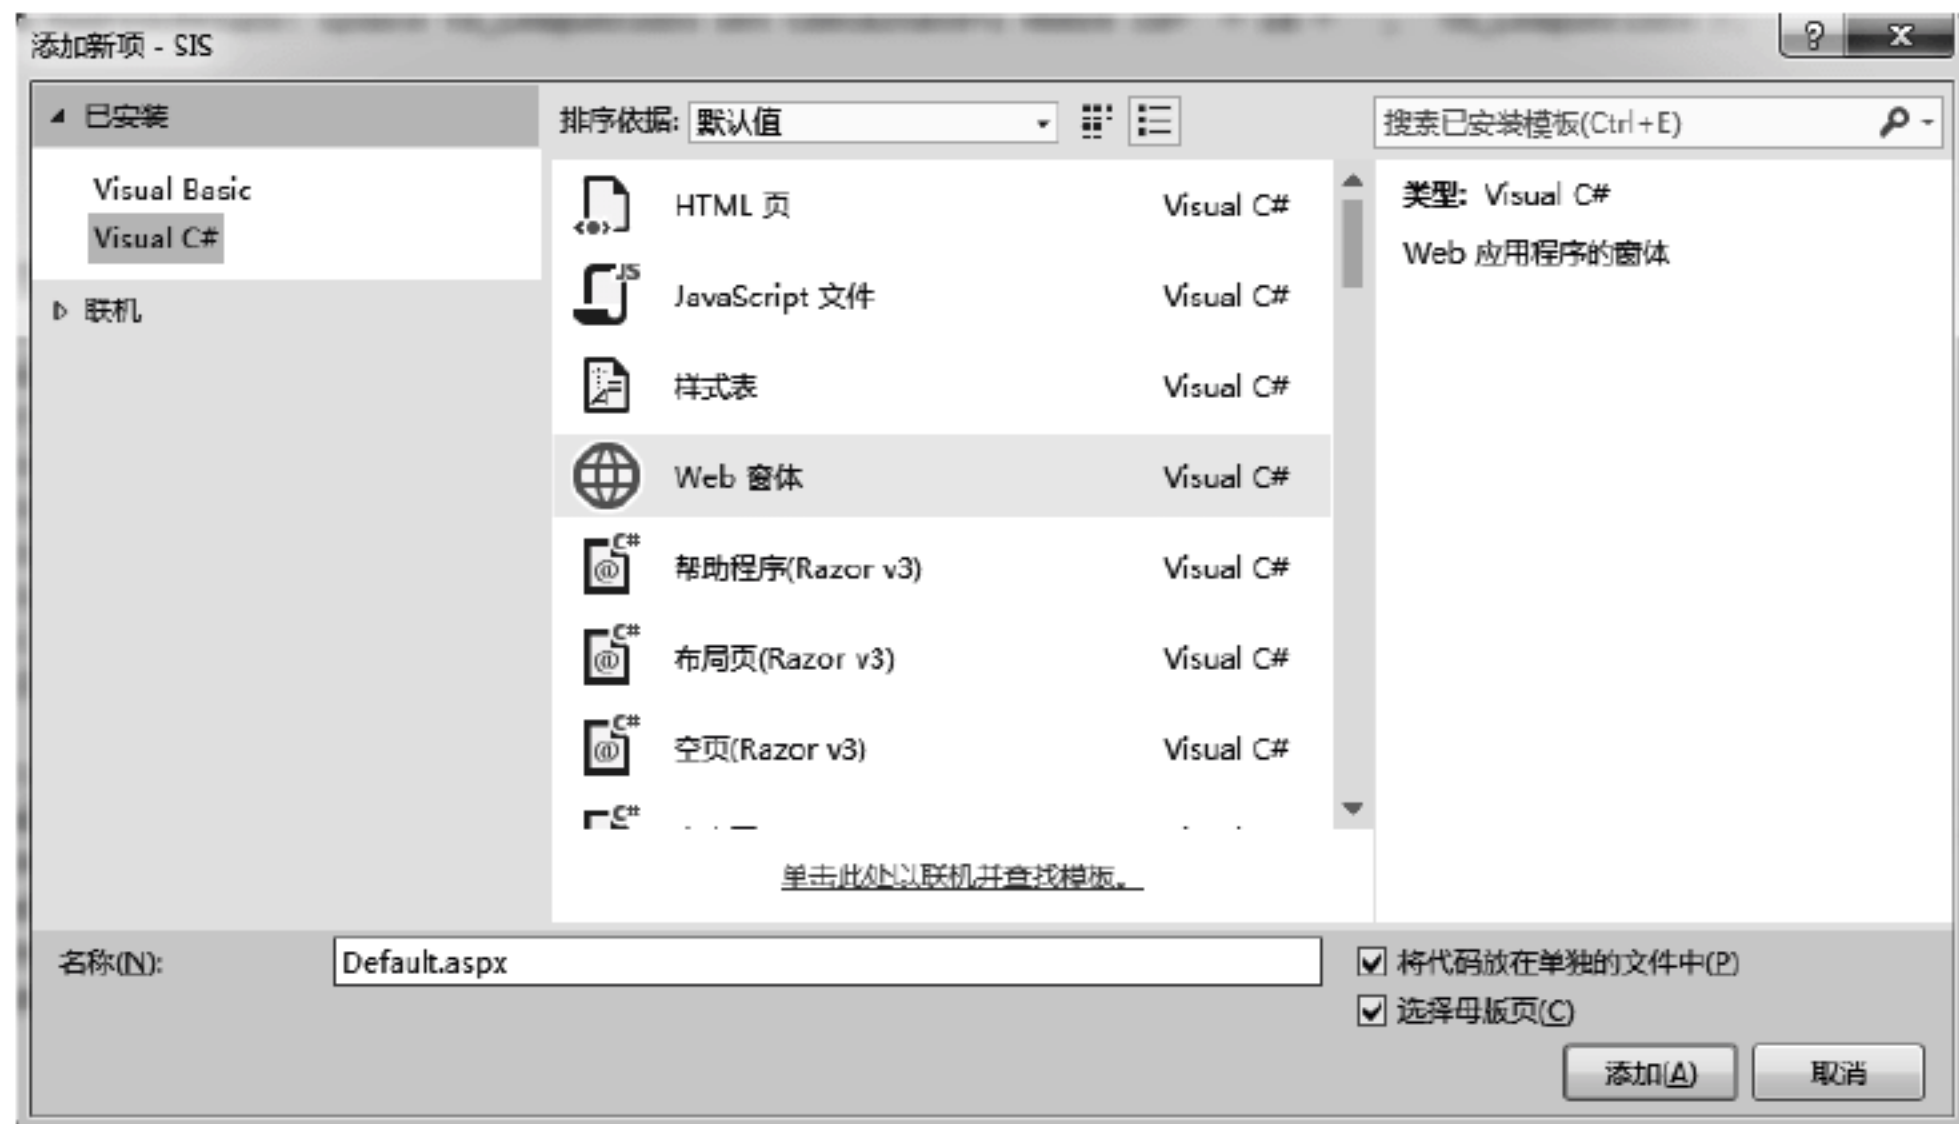 添加新项 - SIS
已安装
排序依据: 默认值
搜索已安装模板(Ctrl+E)
Visual Basic
Visual C#
联机
HTML 页 Visual C#
JavaScript 文件 Visual C#
样式表 Visual C#
Web 窗体 Visual C#
帮助程序(Razor v3) Visual C#
布局页(Razor v3) Visual C#
空页(Razor v3) Visual C#
单击此处以联机并查找模板。
类型: Visual C#
Web 应用程序的窗体
名称(N): Default.aspx
将代码放在单独的文件中(P)
选择母版页(C)
添加(A) 取消